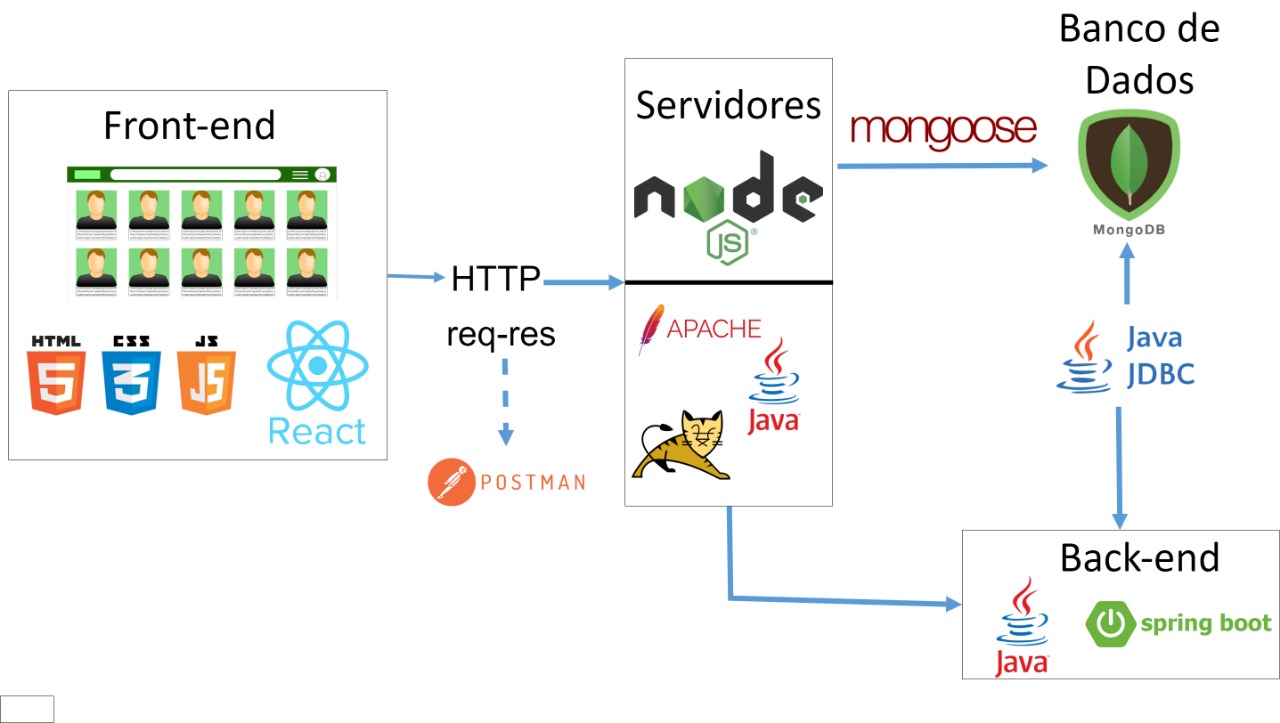 Front-end
HTML
5
CSS
3
JS
JS
React
HTTP
req-res
POSTMAN
Servidores
node
JS
®
APACHE
Java
mongoose
Banco de
Dados
MongoDB
Java
JDBC
Back-end
Java
spring boot